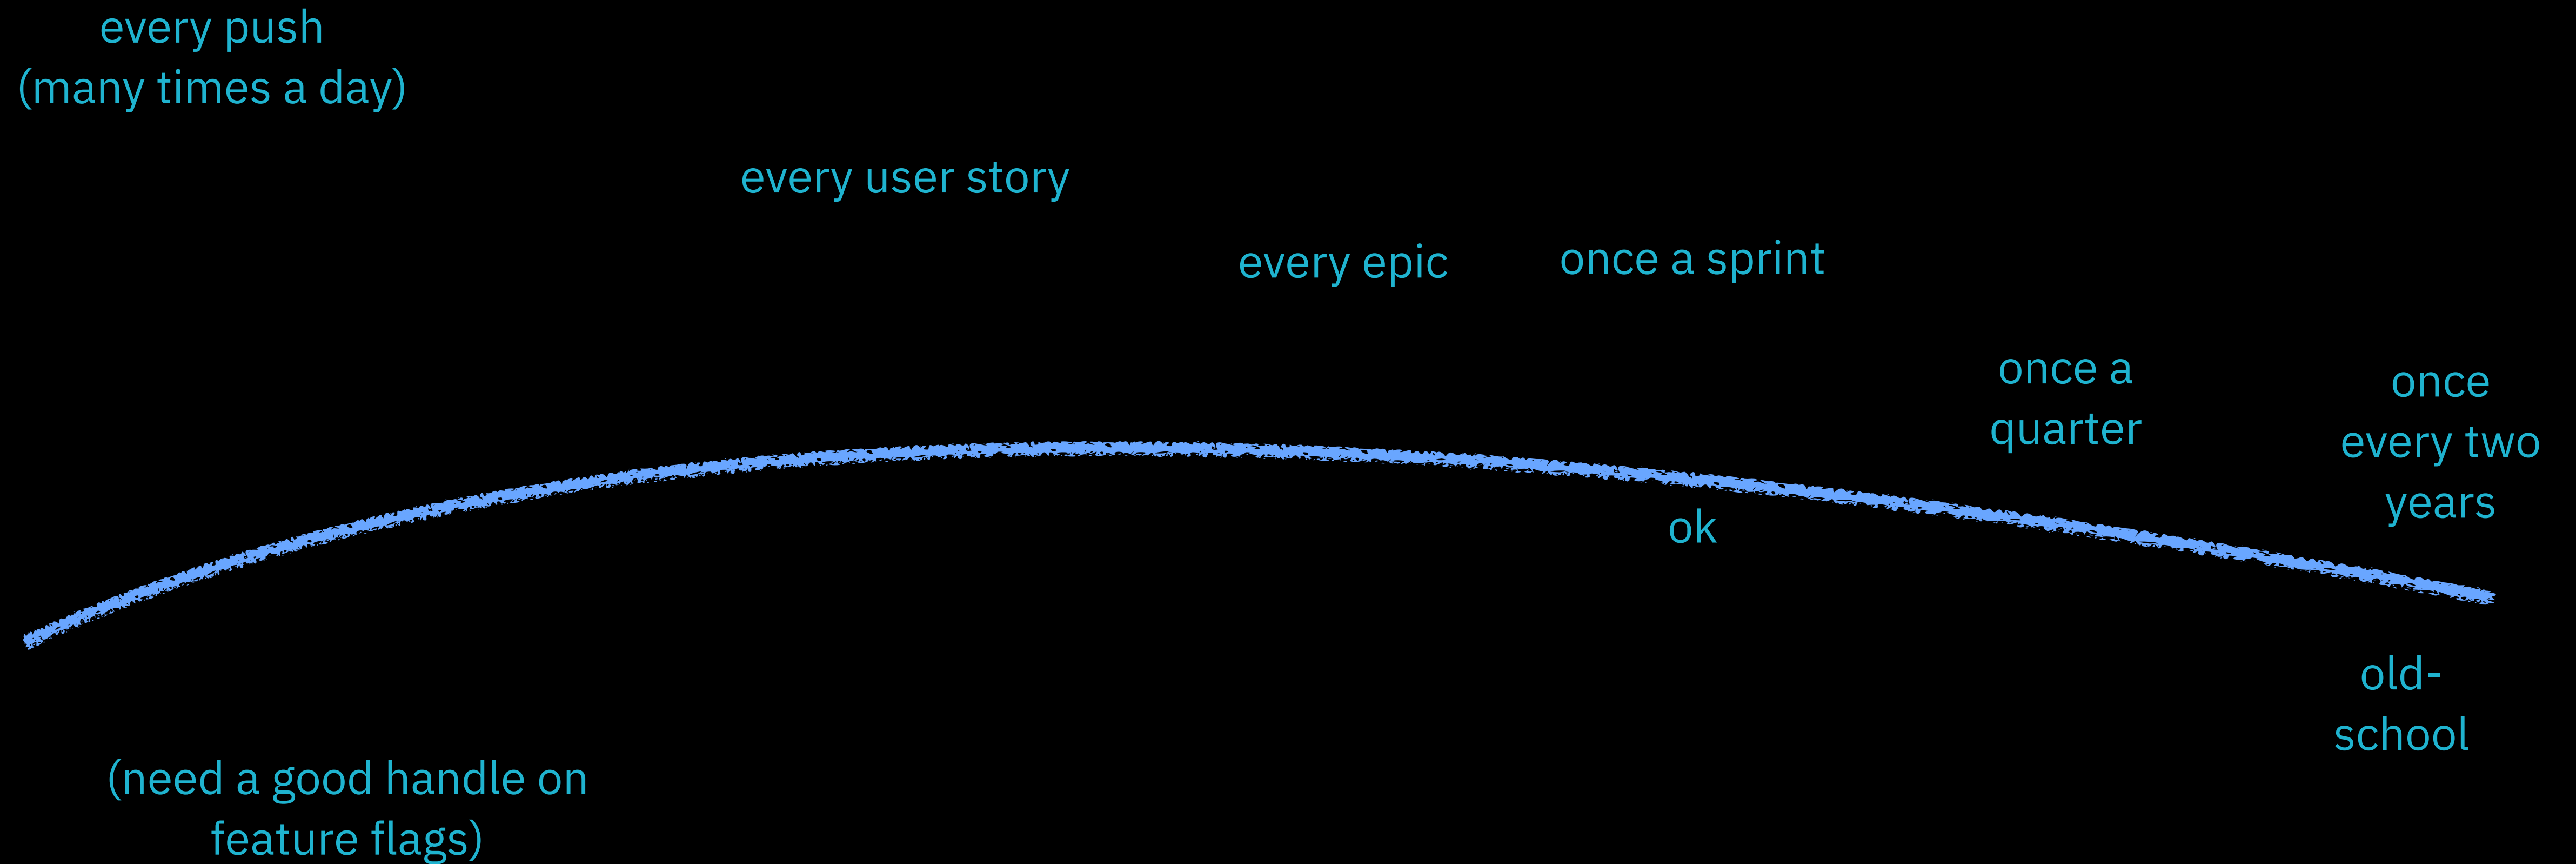 every push
(many times a day)
every user story
every epic
once a sprint
once a
quarter
once
every two
years
ok
old-
school
(need a good handle on
feature flags)